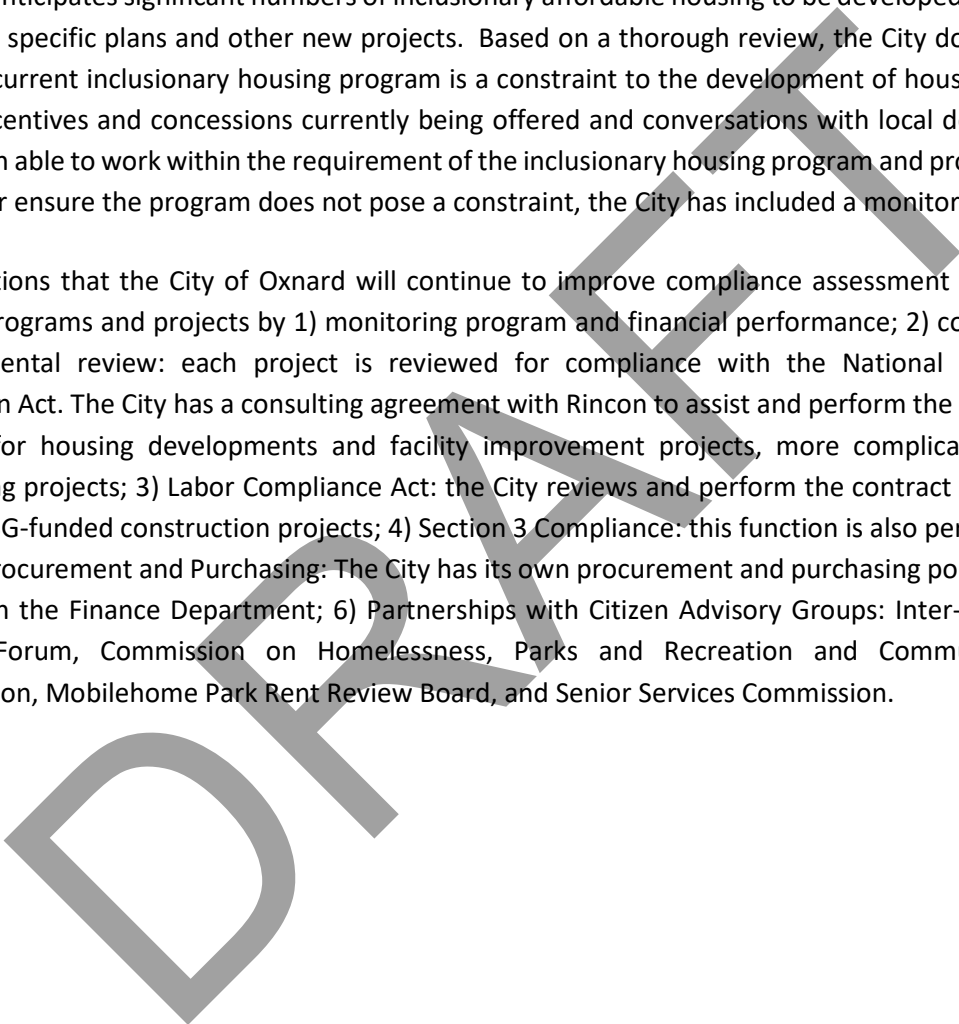 nticipates significant numbers of inclusionary affordable housing to be developed
specific plans and other new projects. Based on a thorough review, the City do
current inclusionary housing program is a constraint to the development of hous
centives and concessions currently being offered and conversations with local d
n able to work within the requirement of the inclusionary housing program and pro
r ensure the program does not pose a constraint, the City has included a monitor
tions that the City of Oxnard will continue to improve compliance assessment
rograms and projects by 1) monitoring program and financial performance; 2) co
ental review: each project is reviewed for compliance with the National
n Act. The City has a consulting agreement with Rincon to assist and perform the
for housing developments and facility improvement projects, more complica
ng projects; 3) Labor Compliance Act: the City reviews and perform the contract
G-funded construction projects; 4) Section 3 Compliance: this function is also per
rocurement and Purchasing: The City has its own procurement and purchasing po
n the Finance Department; 6) Partnerships with Citizen Advisory Groups: Inter-
Forum, Commission on Homelessness, Parks and Recreation and Comm
on, Mobilehome Park Rent Review Board, and Senior Services Commission.
DRAFT